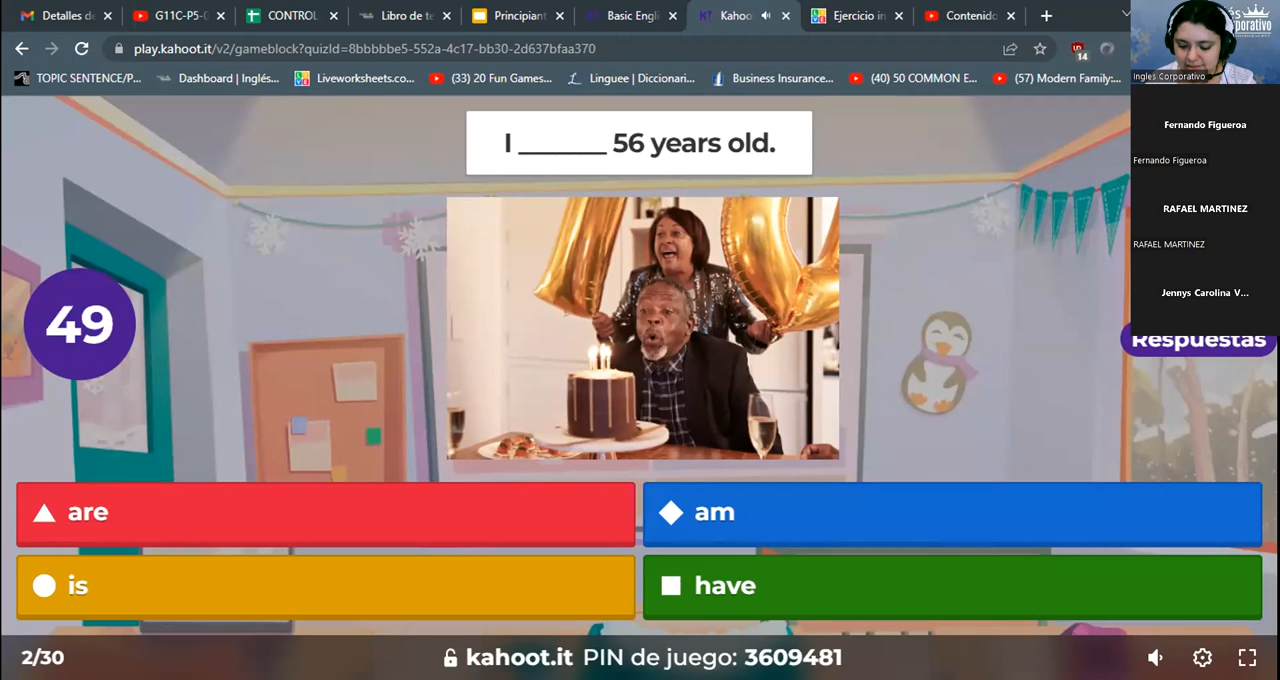 Detalles de
G11C-P5-
CONTROL
Libro de te
Principiant
Basic Engli
Kahoo
Ejercicio in
Contenido
play.kahoot.it/v2/gameblock?quizId=8bbbbbe5-552a-4c17-bb30-2d637bfaa370
14
TOPIC SENTENCE/P...
Dashboard | Inglés...
Liveworksheets.co...
(33) 20 Fun Games...
Linguee | Diccionari...
Business Insurance...
(40) 50 COMMON E...
(57) Modern Family:...
Ingles Corporativo
Fernando Figueroa
Fernando Figueroa
RAFAEL MARTINEZ
RAFAEL MARTINEZ
Jennys Carolina V...
I ______ 56 years old.
49
Respuestas
are
am
is
have
2/30
kahoot.it PIN de juego: 3609481